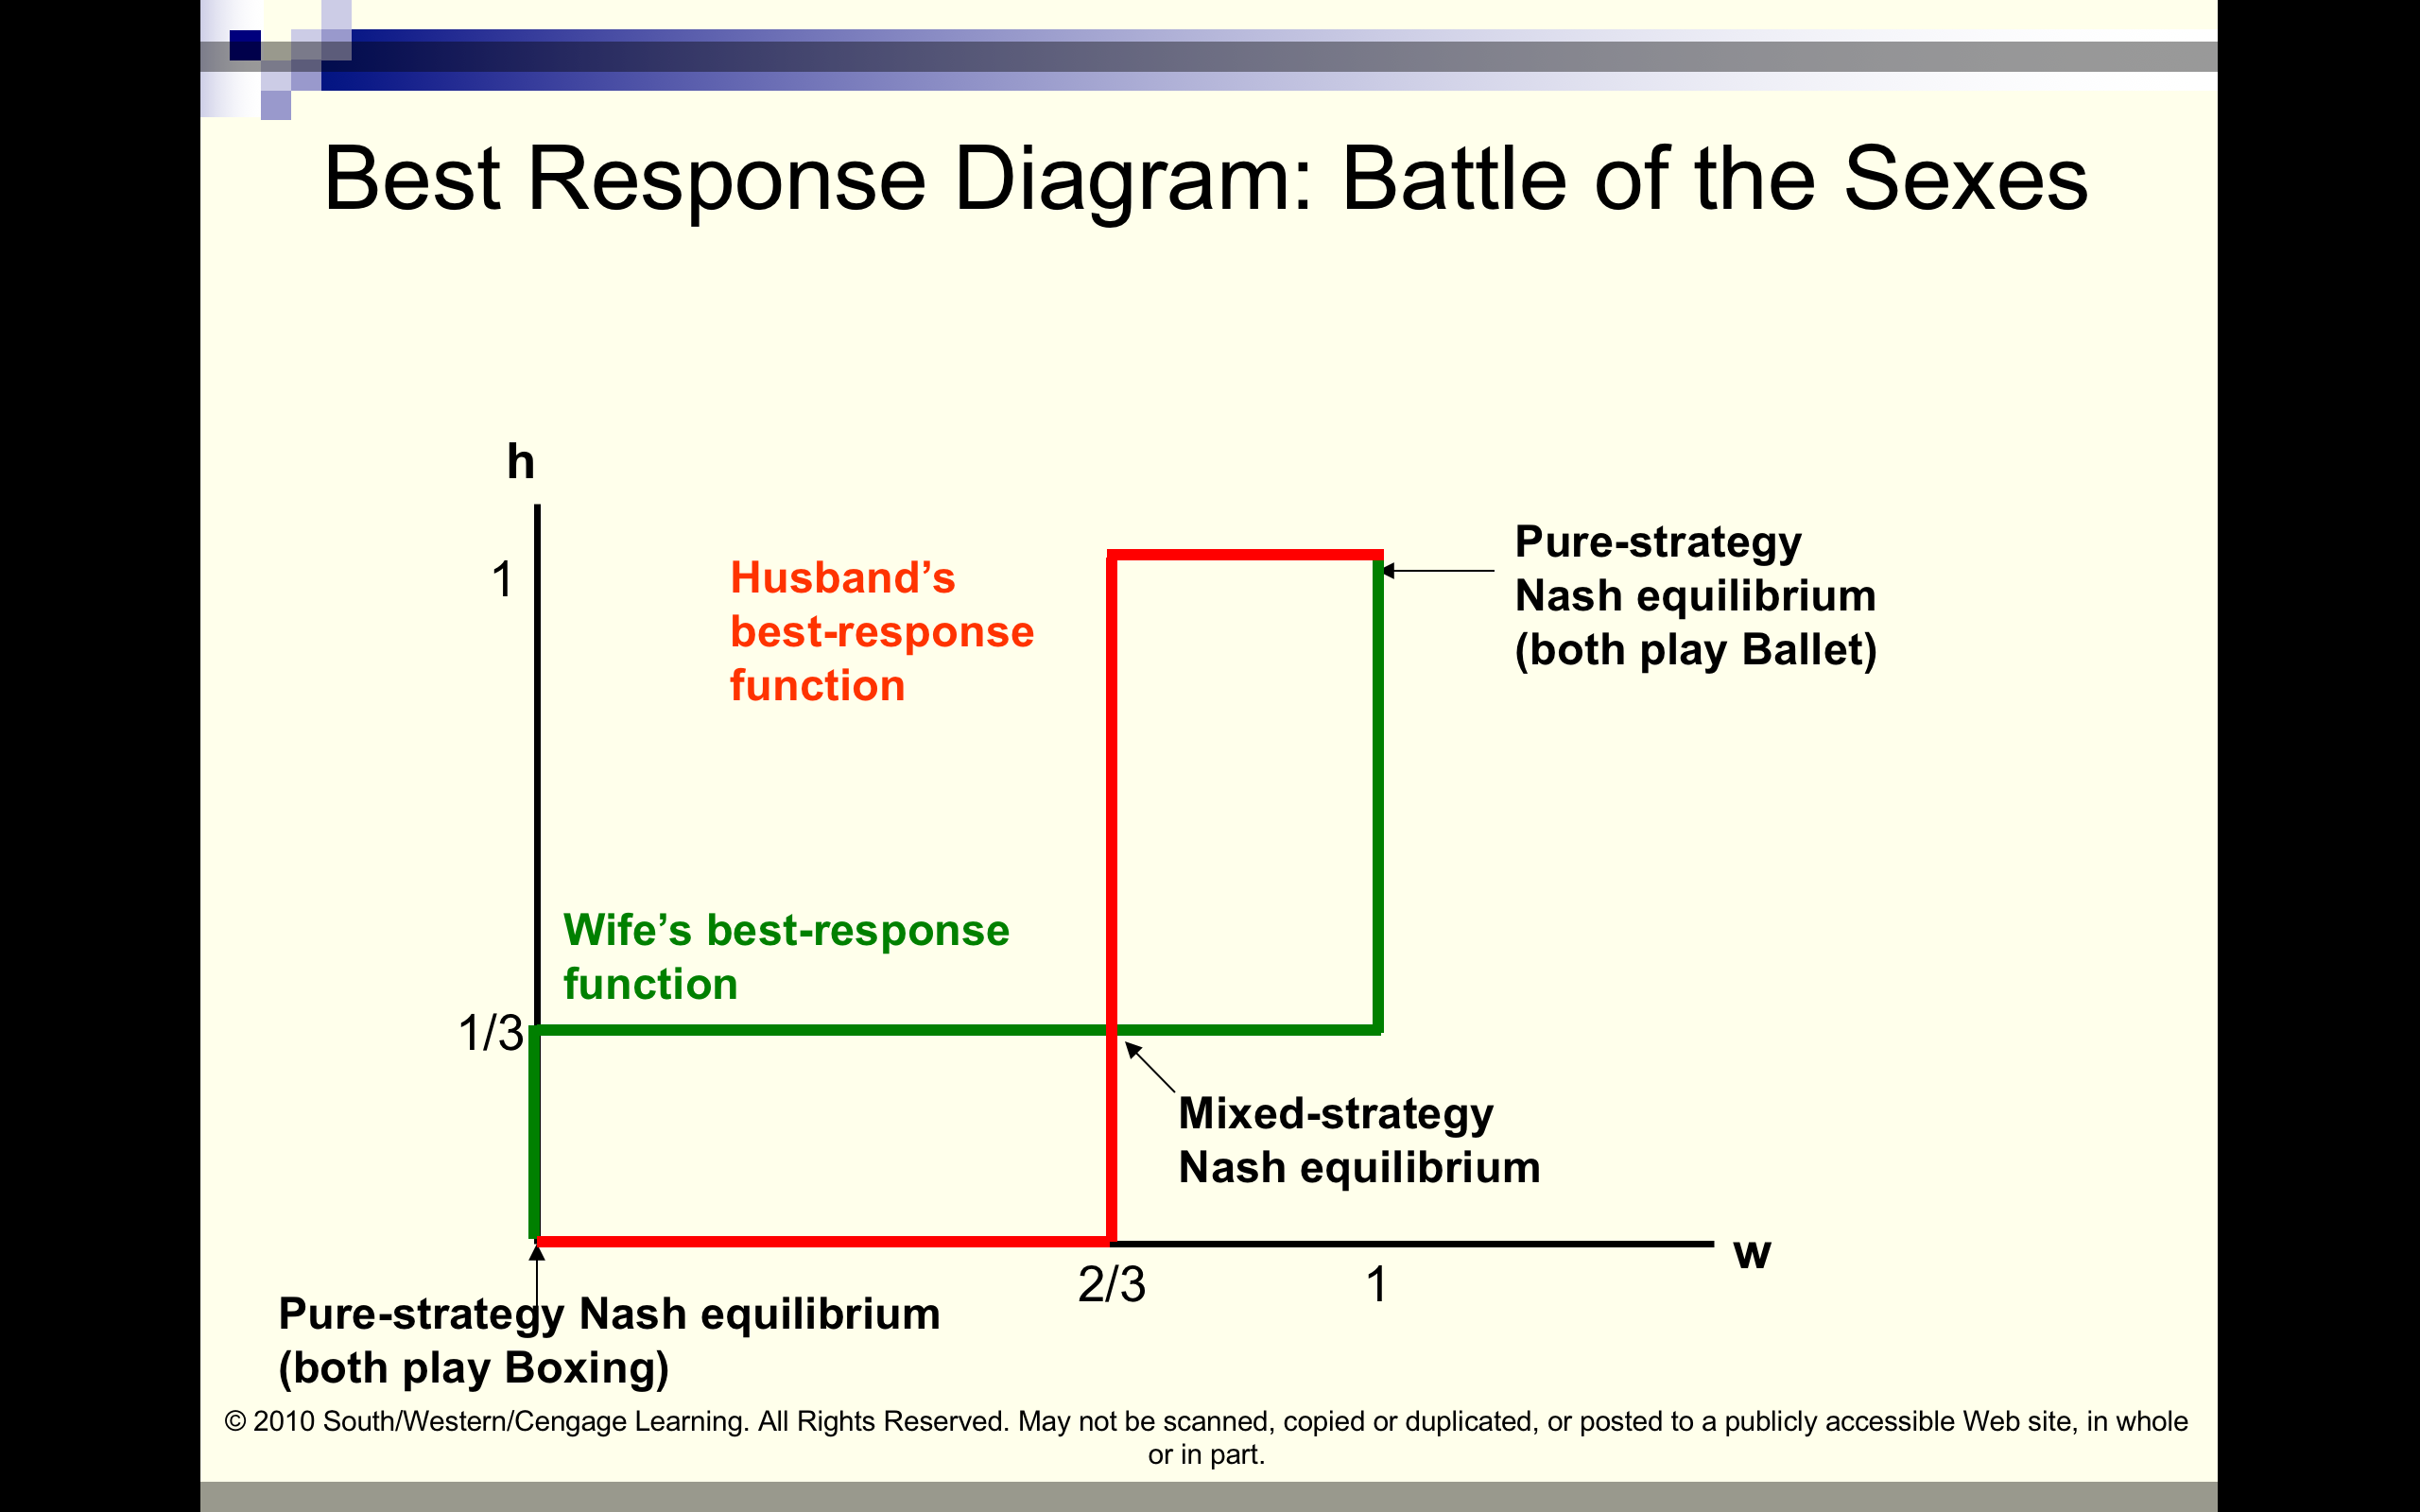 Best Response Diagram: Battle of the Sexes
h
1
Husband’s
best-response
function
Pure-strategy
Nash equilibrium
(both play Ballet)
Wife’s best-response
function
1/3
Mixed-strategy
Nash equilibrium
w
2/3
1
Pure-strategy Nash equilibrium
(both play Boxing)
© 2010 South/Western/Cengage Learning. All Rights Reserved. May not be scanned, copied or duplicated, or posted to a publicly accessible Web site, in whole
or in part.